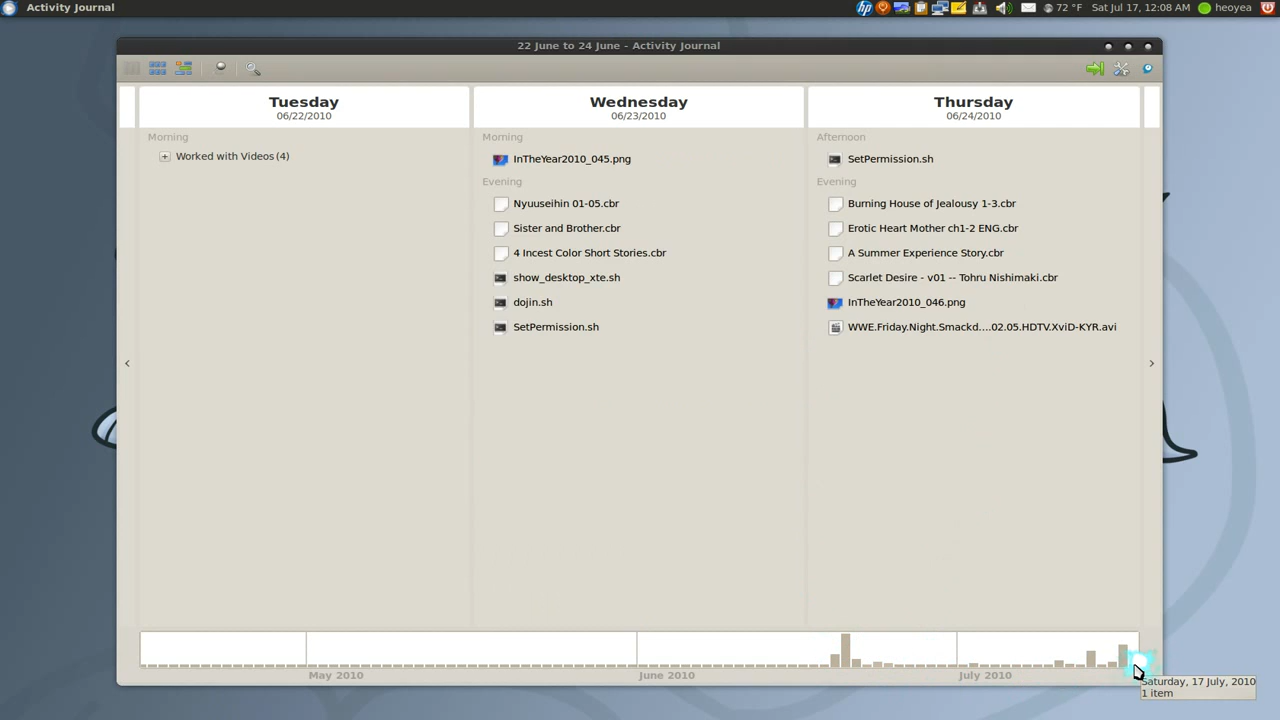 Activity Journal
72 °F
Sat Jul 17, 12:08 AM
heoyea
22 June to 24 June - Activity Journal
Tuesday
06/22/2010
Morning
Worked with Videos (4)
Wednesday
06/23/2010
Morning
InTheYear2010_045.png
Evening
Nyuuseihin 01-05.cbr
Sister and Brother.cbr
4 Incest Color Short Stories.cbr
show_desktop_xte.sh
dojin.sh
SetPermission.sh
Thursday
06/24/2010
Afternoon
SetPermission.sh
Evening
Burning House of Jealousy 1-3.cbr
Erotic Heart Mother ch1-2 ENG.cbr
A Summer Experience Story.cbr
Scarlet Desire - v01 -- Tohru Nishimaki.cbr
InTheYear2010_046.png
WWE.Friday.Night.Smackd....02.05.HDTV.XviD-KYR.avi
May 2010
June 2010
July 2010
Saturday, 17 July, 2010
1 item